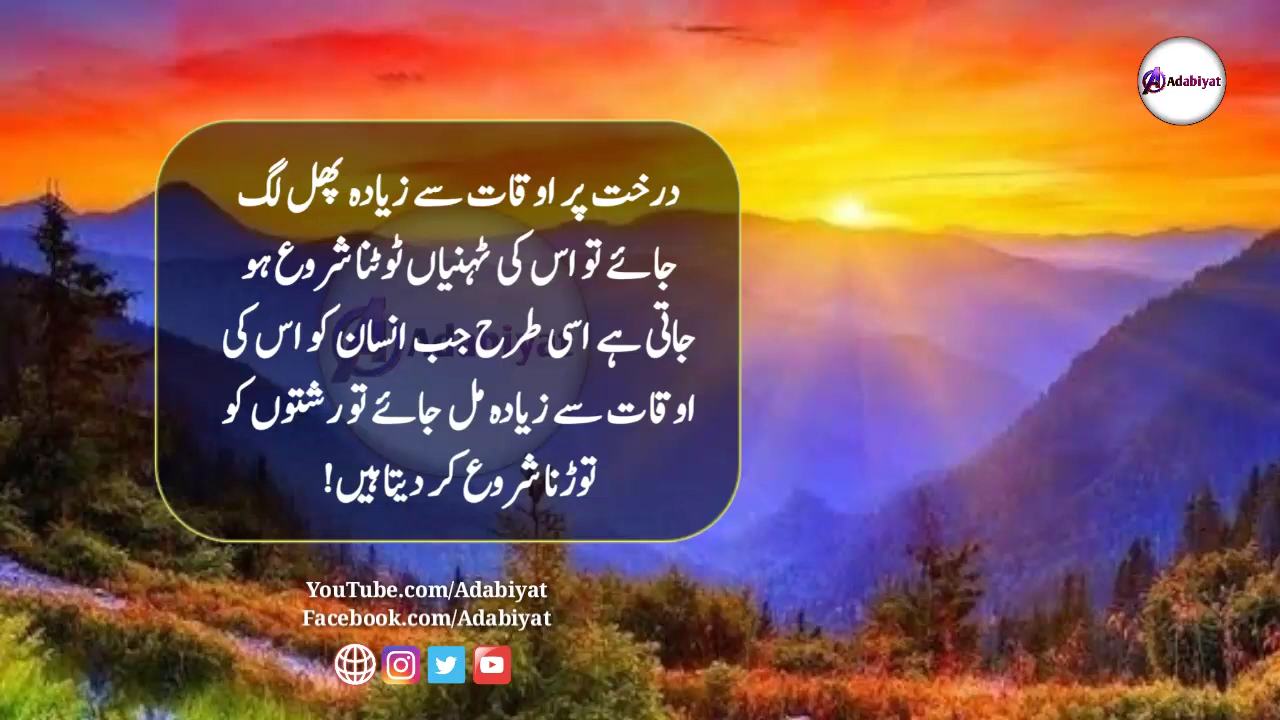 Adabiyat
درخت پر اوقات سے زیادہ پھل لگ
جائے تو اس کی ٹہنیاں ٹوٹنا شروع ہو
جاتی ہے اسی طرح جب انسان کو اس کی
اوقات سے زیادہ مل جائے تو رشتوں کو
توڑنا شروع کر دیتا ہیں!
Adabiyat
YouTube.com/Adabiyat
Facebook.com/Adabiyat